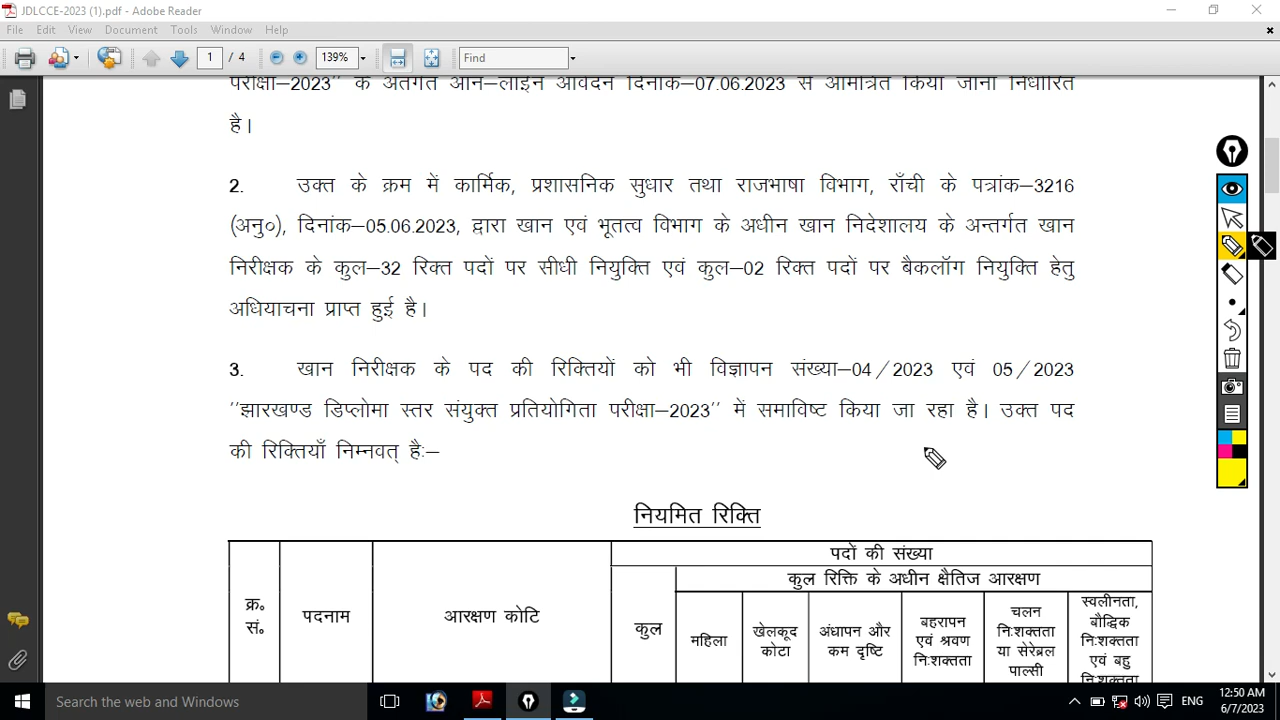 JDLCCE-2023 (1).pdf - Adobe Reader
File Edit View Document Tools Window Help
1 / 4 139% Find
परीक्षा–2023'' के अंतर्गत ऑन–लाईन आवेदन दिनांक–07.06.2023 से आमंत्रित किया जाना निर्धारित
है।
2. उक्त के क्रम में कार्मिक, प्रशासनिक सुधार तथा राजभाषा विभाग, राँची के पत्रांक–3216
(अनु०), दिनांक–05.06.2023, द्वारा खान एवं भूतत्व विभाग के अधीन खान निदेशालय के अन्तर्गत खान
निरीक्षक के कुल–32 रिक्त पदों पर सीधी नियुक्ति एवं कुल–02 रिक्त पदों पर बैकलॉग नियुक्ति हेतु
अधियाचना प्राप्त हुई है।
3. खान निरीक्षक के पद की रिक्तियों को भी विज्ञापन संख्या–04/2023 एवं 05/2023
''झारखण्ड डिप्लोमा स्तर संयुक्त प्रतियोगिता परीक्षा–2023'' में समाविष्ट किया जा रहा है। उक्त पद
की रिक्तियाँ निम्नवत् है:–
नियमित रिक्ति
पदों की संख्या
कुल रिक्ति के अधीन क्षैतिज आरक्षण
क्र॰
सं॰
पदनाम
आरक्षण कोटि
कुल
महिला
खेलकूद
कोटा
अंधापन और
कम दृष्टि
बहरापन
एवं श्रवण
नि:शक्तता
चलन
नि:शक्तता
या सेरेब्रल
पाल्सी
स्वलीनता,
बौद्धिक
नि:शक्तता
एवं बहु
नि:शक्तता
Search the web and Windows
ENG
12:50 AM
6/7/2023